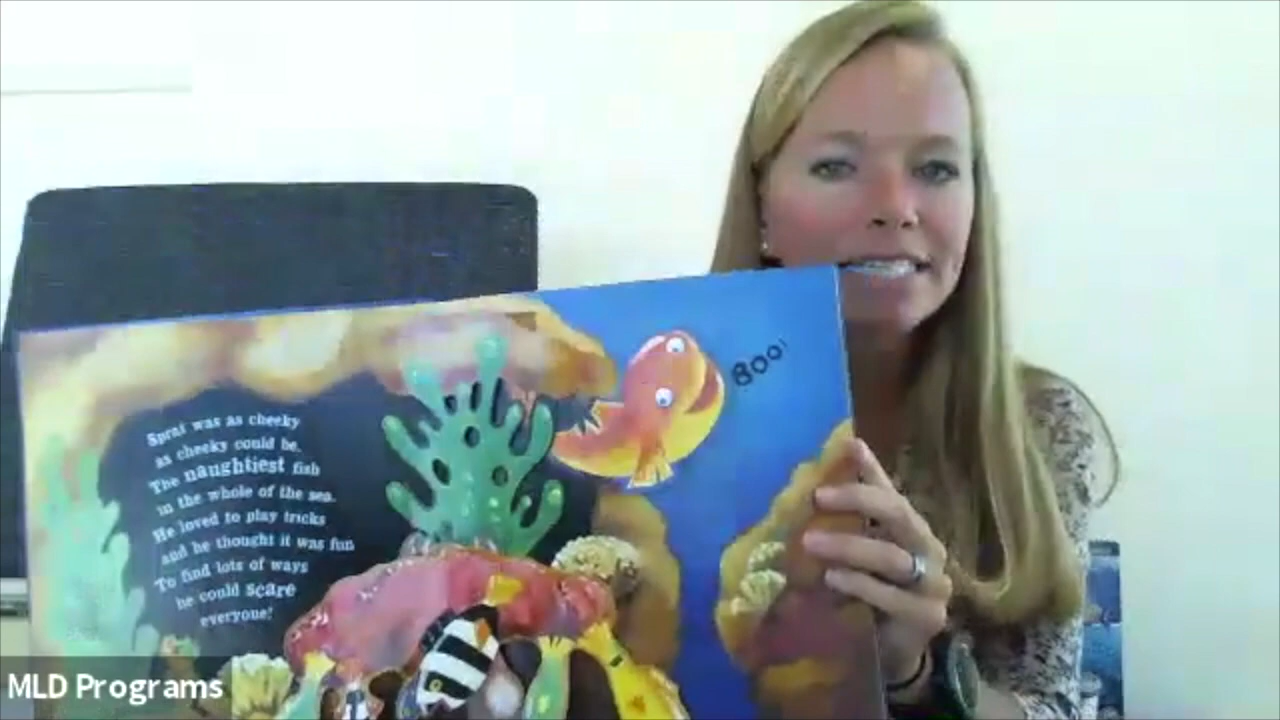 Sprat was as cheeky
as cheeky could be.
The naughtiest fish
in the whole of the sea.
He loved to play tricks
and he thought it was fun
To find lots of ways
he could scare
everyone!
Boo!
MLD Programs